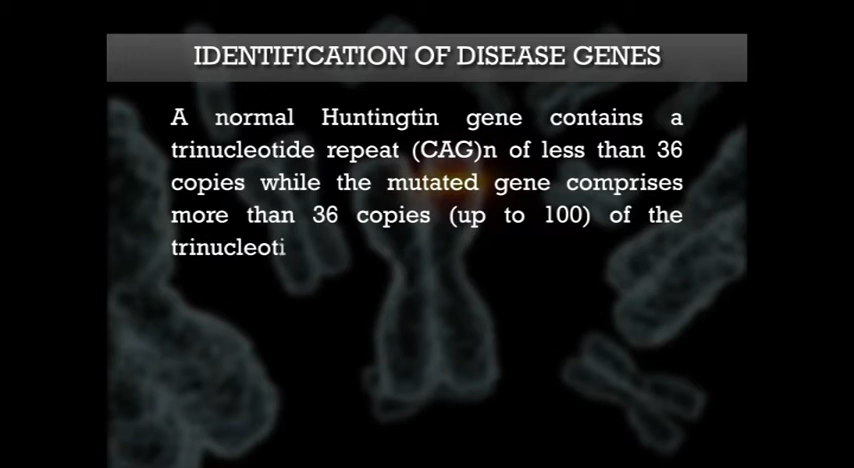 IDENTIFICATION OF DISEASE GENES
A normal Huntingtin gene contains a
trinucleotide repeat (CAG)n of less than 36
copies while the mutated gene comprises
more than 36 copies (up to 100) of the
trinucleoti